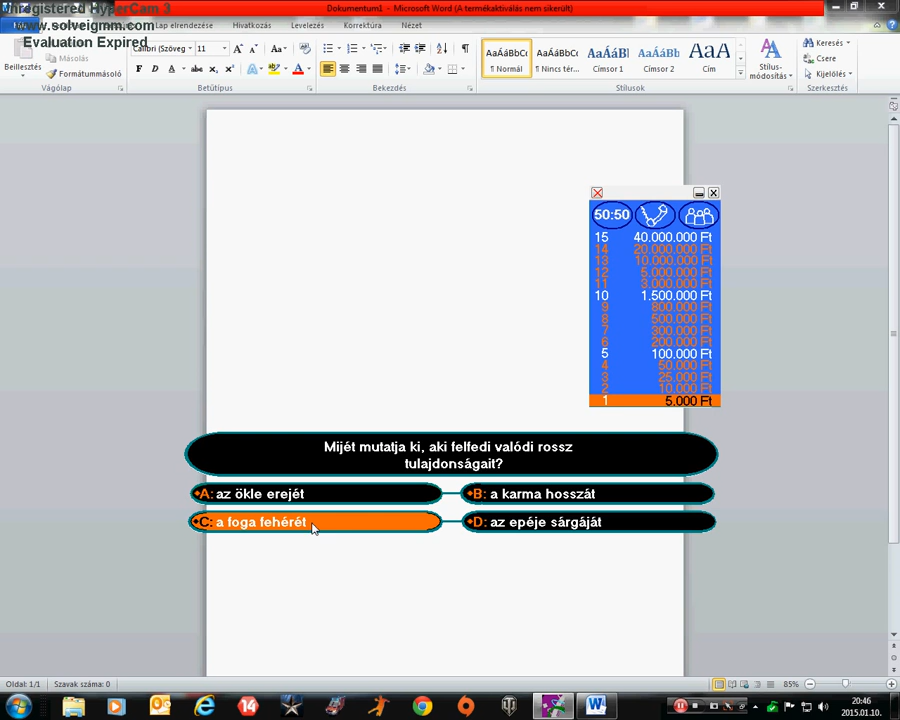 Unregistered HyperCam 3
www.solveigmm.com
Evaluation Expired
Dokumentum1 - Microsoft Word (A termékaktiválás nem sikerült)
Lap elrendezése Hivatkozás Levelezés Korrektúra Nézet
Beillesztés
Másolás
Formátummásoló
Vágólap
Calibri (Szöveg 11
Betűtípus
Bekezdés
AaÁáBbCc AaÁáBbCc AaÁáBl AaÁáBb AaÁ
¶ Normál ¶ Nincs tér... Címsor 1 Címsor 2 Cím
Stílus-
módosítás
Stílusok
Keresés
Csere
Kijelölés
Szerkesztés
50:50
15 40.000.000 Ft
14 20.000.000 Ft
13 10.000.000 Ft
12 5.000.000 Ft
11 3.000.000 Ft
10 1.500.000 Ft
9 800.000 Ft
8 500.000 Ft
7 300.000 Ft
6 200.000 Ft
5 100.000 Ft
4 50.000 Ft
3 25.000 Ft
2 10.000 Ft
1 5.000 Ft
Mijét mutatja ki, aki felfedi valódi rossz
tulajdonságait?
A: az ökle erejét
B: a karma hosszát
C: a foga fehérét
D: az epéje sárgáját
Oldal: 1/1 Szavak száma: 0
85%
20:46
2015.01.10.